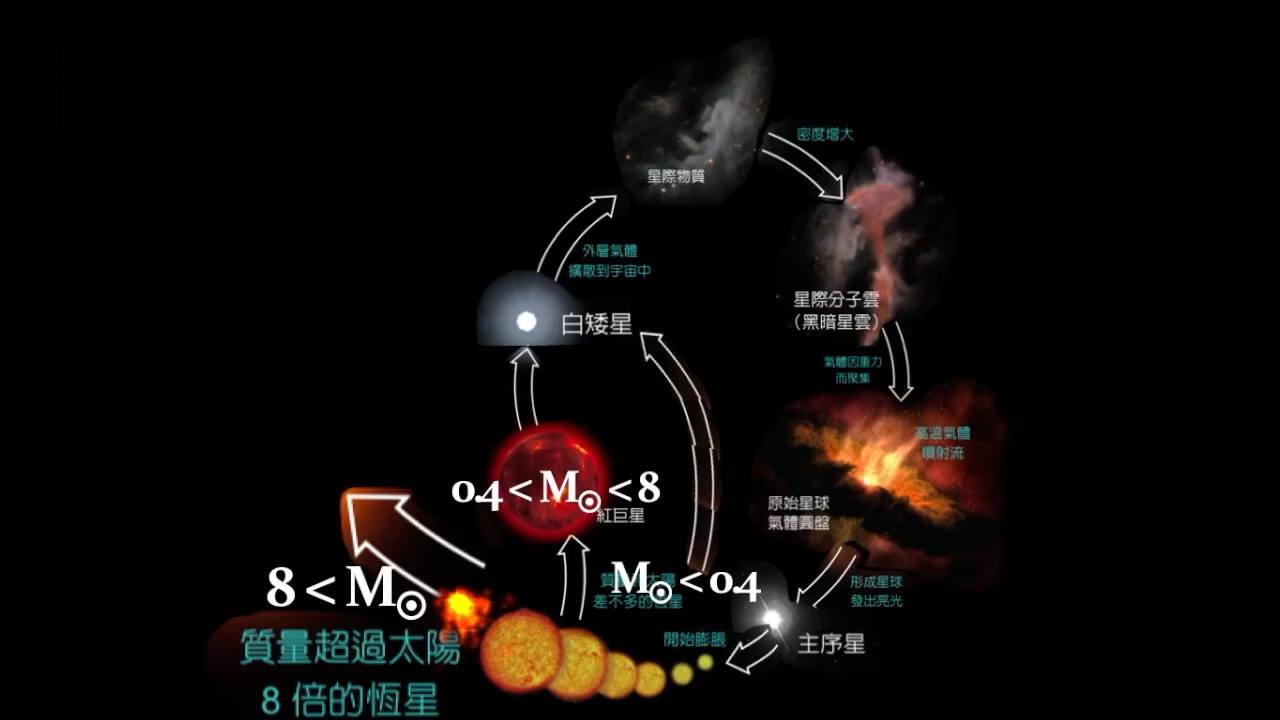 密度增大
星際物質
外層氣體
擴散到宇宙中
星際分子雲
（黑暗星雲）
白矮星
氣體因重力
而聚集
高溫氣體
噴射流
0.4<M⊙<8
紅巨星
原始星球
氣體圓盤
8<M⊙
M⊙<0.4
差不多的恆星
形成星球
發出亮光
開始膨脹
主序星
質量超過太陽
8 倍的恆星